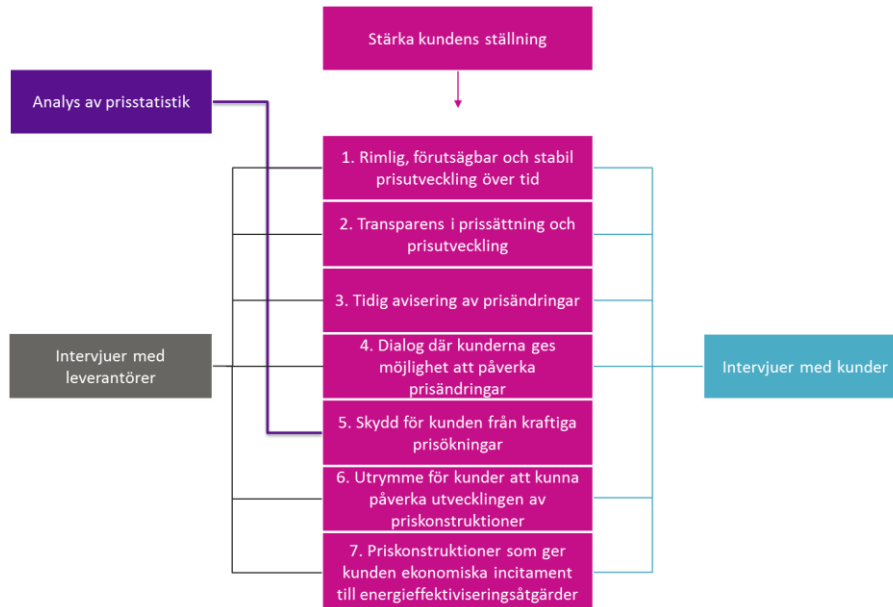 Stärka kundens ställning
Analys av prisstatistik
1. Rimlig, förutsägbar och stabil
prisutveckling över tid
2. Transparens i prissättning och
prisutveckling
3. Tidig avisering av prisändringar
Intervjuer med
leverantörer
4. Dialog där kunderna ges
möjlighet att påverka
prisändringar
Intervjuer med kunder
5. Skydd för kunden från kraftiga
prisökningar
6. Utrymme för kunder att kunna
påverka utvecklingen av
priskonstruktioner
7. Priskonstruktioner som ger
kunden ekonomiska incitament
till energieffektiviseringsåtgärder